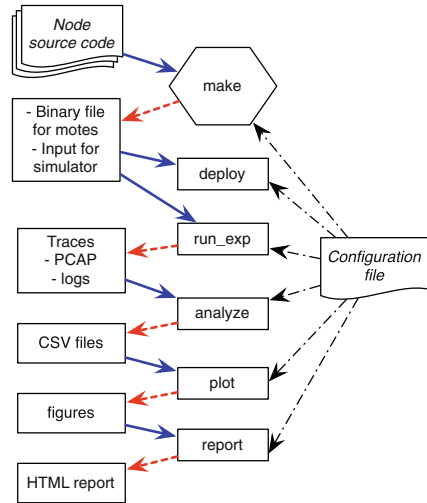 Node
source code
make
- Binary file
for motes
- Input for
simulator
deploy
run_exp
Traces
- PCAP
- logs
Configuration
file
analyze
CSV files
plot
figures
report
HTML report